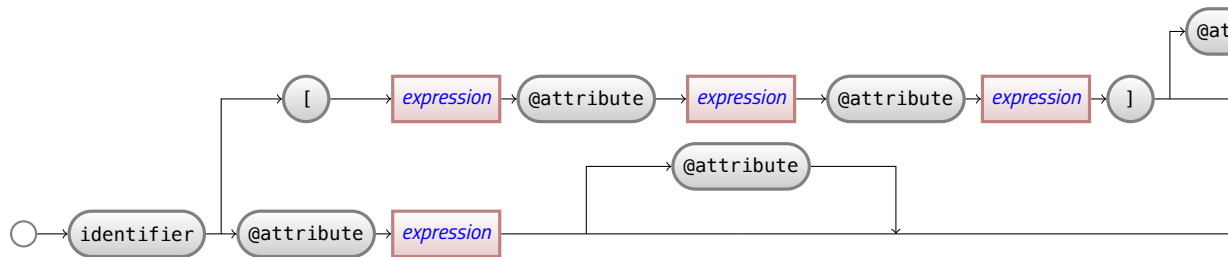 [ expression @attribute expression @attribute expression ]
@attribute
identifier @attribute expression